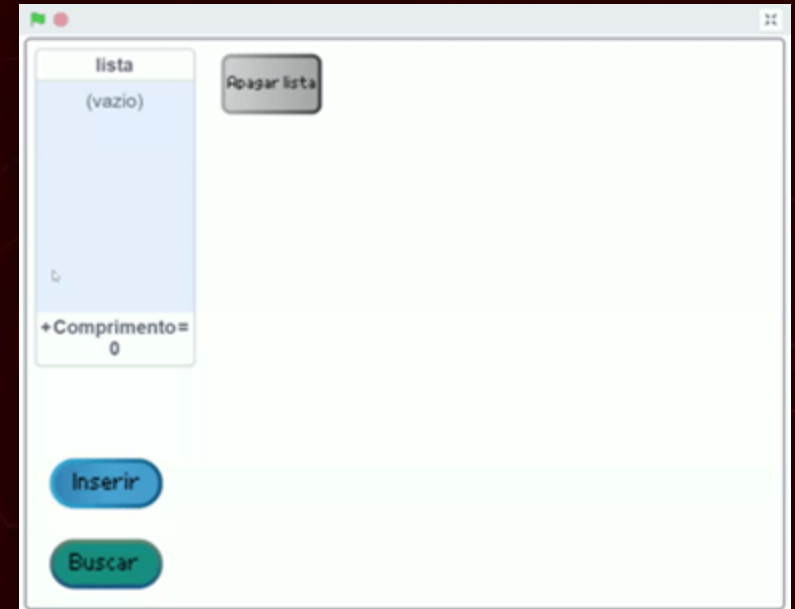 lista
(vazio)
Apagar lista
+Comprimento=
0
Inserir
Buscar